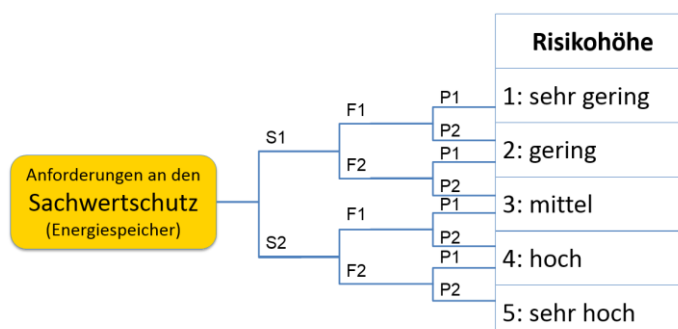 Risikohöhe
Anforderungen an den
Sachwertschutz
(Energiespeicher)
S1
F1
P1
1: sehr gering
P2
F2
P1
2: gering
P2
S2
F1
P1
3: mittel
P2
F2
P1
4: hoch
P2
5: sehr hoch